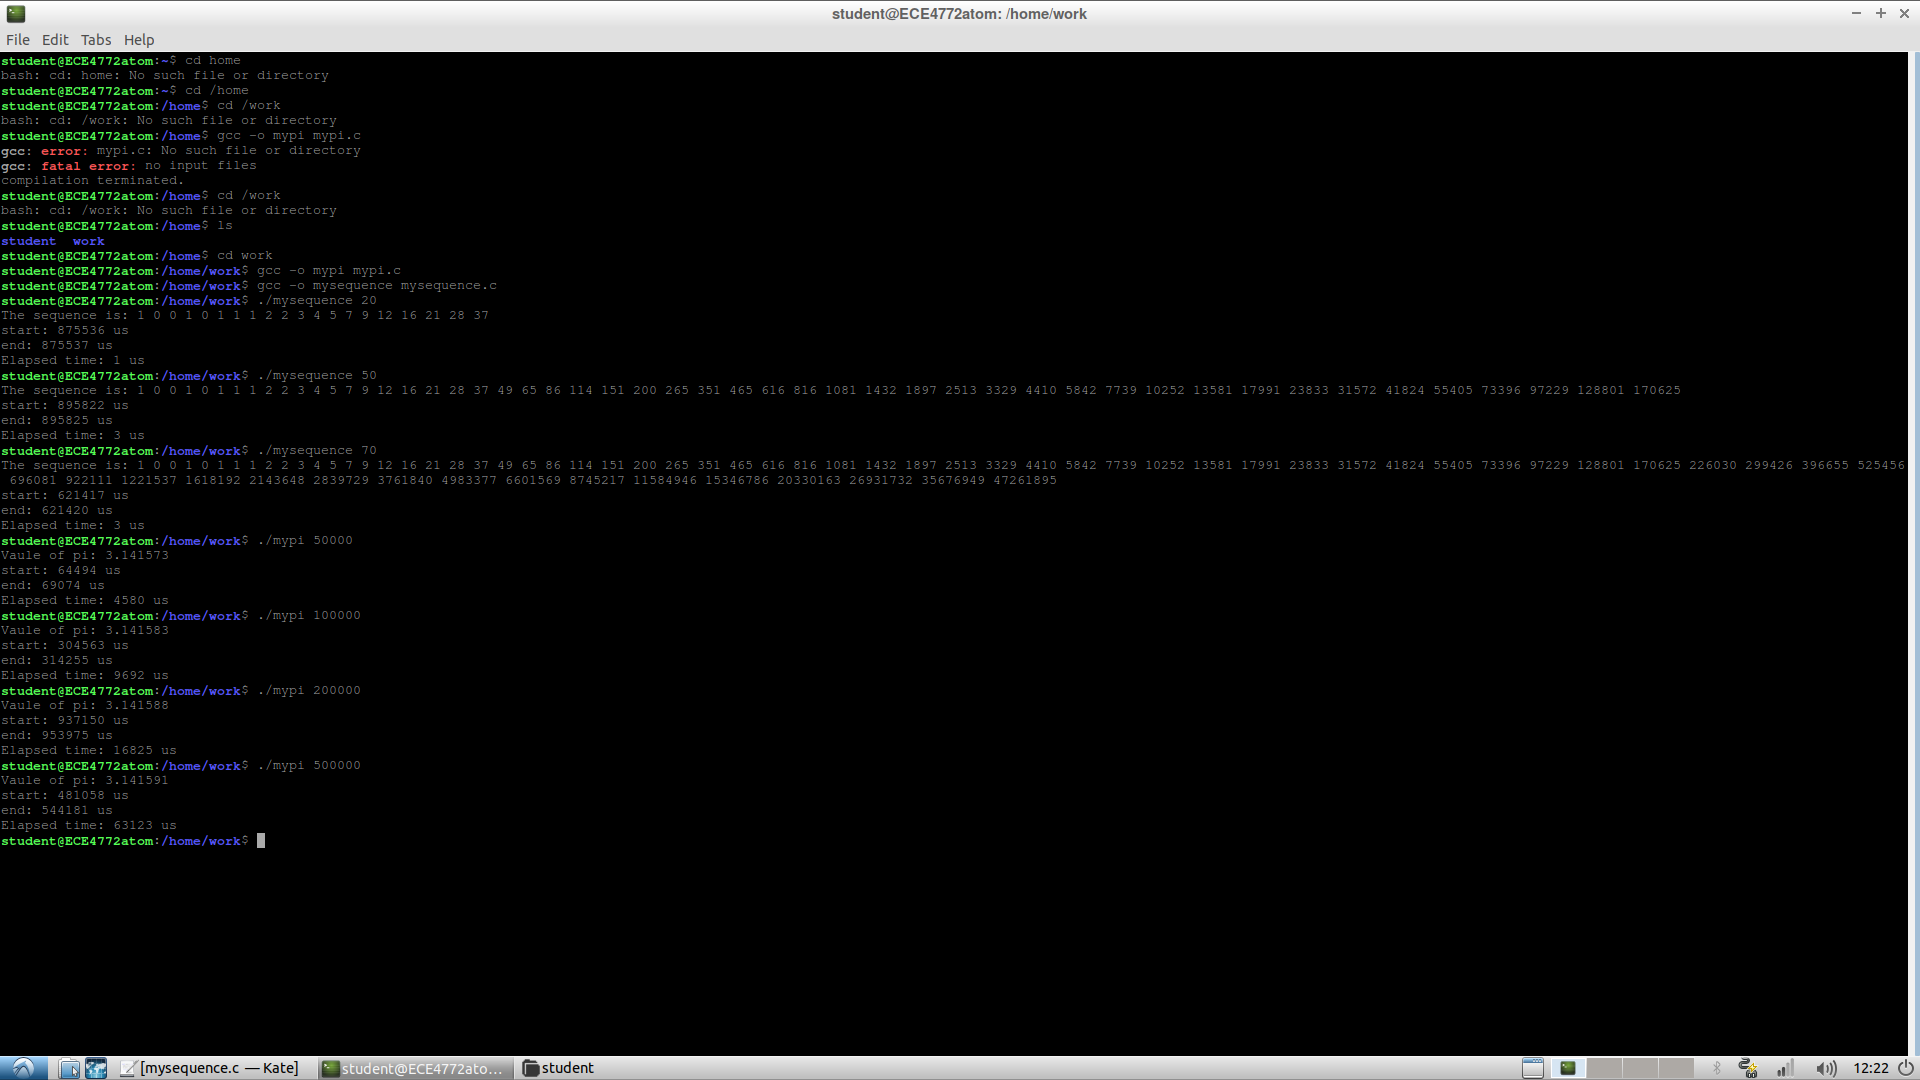 student@ECE4772atom: /home/work
File Edit Tabs Help
student@ECE4772atom:~$ cd home
bash: cd: home: No such file or directory
student@ECE4772atom:~$ cd /home
student@ECE4772atom:/home$ cd /work
bash: cd: /work: No such file or directory
student@ECE4772atom:/home$ gcc -o mypi mypi.c
gcc: error: mypi.c: No such file or directory
gcc: fatal error: no input files
compilation terminated.
student@ECE4772atom:/home$ cd /work
bash: cd: /work: No such file or directory
student@ECE4772atom:/home$ ls
student  work
student@ECE4772atom:/home$ cd work
student@ECE4772atom:/home/work$ gcc -o mypi mypi.c
student@ECE4772atom:/home/work$ gcc -o mysequence mysequence.c
student@ECE4772atom:/home/work$ ./mysequence 20
The sequence is: 1 0 0 1 0 1 1 1 2 2 3 4 5 7 9 12 16 21 28 37
start: 875536 us
end: 875537 us
Elapsed time: 1 us
student@ECE4772atom:/home/work$ ./mysequence 50
The sequence is: 1 0 0 1 0 1 1 1 2 2 3 4 5 7 9 12 16 21 28 37 49 65 86 114 151 200 265 351 465 616 816 1081 1432 1897 2513 3329 4410 5842 7739 10252 13581 17991 23833 31572 41824 55405 73396 97229 128801 170625
start: 895822 us
end: 895825 us
Elapsed time: 3 us
student@ECE4772atom:/home/work$ ./mysequence 70
The sequence is: 1 0 0 1 0 1 1 1 2 2 3 4 5 7 9 12 16 21 28 37 49 65 86 114 151 200 265 351 465 616 816 1081 1432 1897 2513 3329 4410 5842 7739 10252 13581 17991 23833 31572 41824 55405 73396 97229 128801 170625 226030 299426 396655 525456
696081 922111 1221537 1618192 2143648 2839729 3761840 4983377 6601569 8745217 11584946 15346786 20330163 26931732 35676949 47261895
start: 621417 us
end: 621420 us
Elapsed time: 3 us
student@ECE4772atom:/home/work$ ./mypi 50000
Vaule of pi: 3.141573
start: 64494 us
end: 69074 us
Elapsed time: 4580 us
student@ECE4772atom:/home/work$ ./mypi 100000
Vaule of pi: 3.141583
start: 304563 us
end: 314255 us
Elapsed time: 9692 us
student@ECE4772atom:/home/work$ ./mypi 200000
Vaule of pi: 3.141588
start: 937150 us
end: 953975 us
Elapsed time: 16825 us
student@ECE4772atom:/home/work$ ./mypi 500000
Vaule of pi: 3.141591
start: 481058 us
end: 544181 us
Elapsed time: 63123 us
student@ECE4772atom:/home/work$
[mysequence.c — Kate] student@ECE4772ato... student 12:22